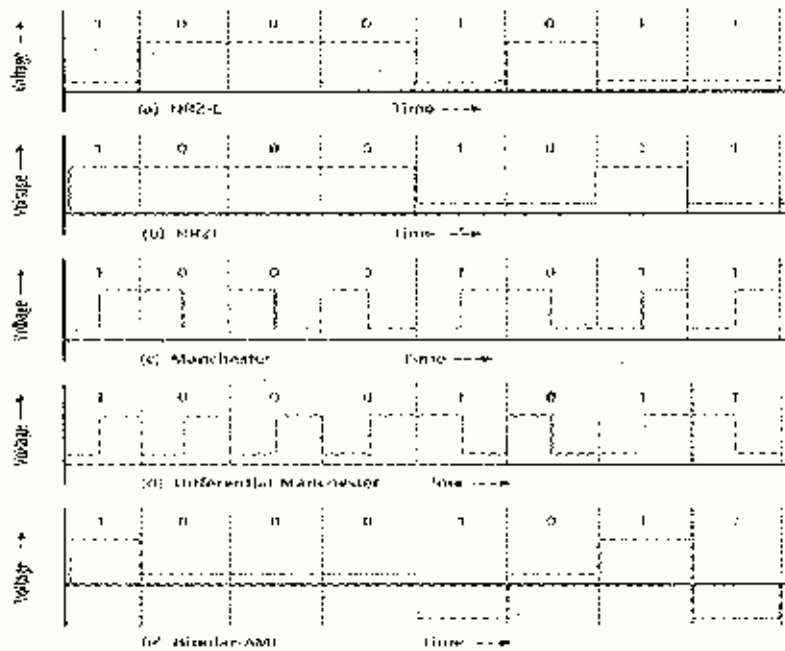 1 0 0 0 1 0 1 1
Voltage
(a) NRZ-L Time
1 0 0 0 1 0 1 1
Voltage
(b) NRZI Time
1 0 0 0 1 0 1 1
Voltage
(c) Manchester Time
1 0 0 0 1 0 1 1
Voltage
(d) Differential Manchester Time
1 0 0 0 1 0 1
Voltage
Bipolar-AMI Time